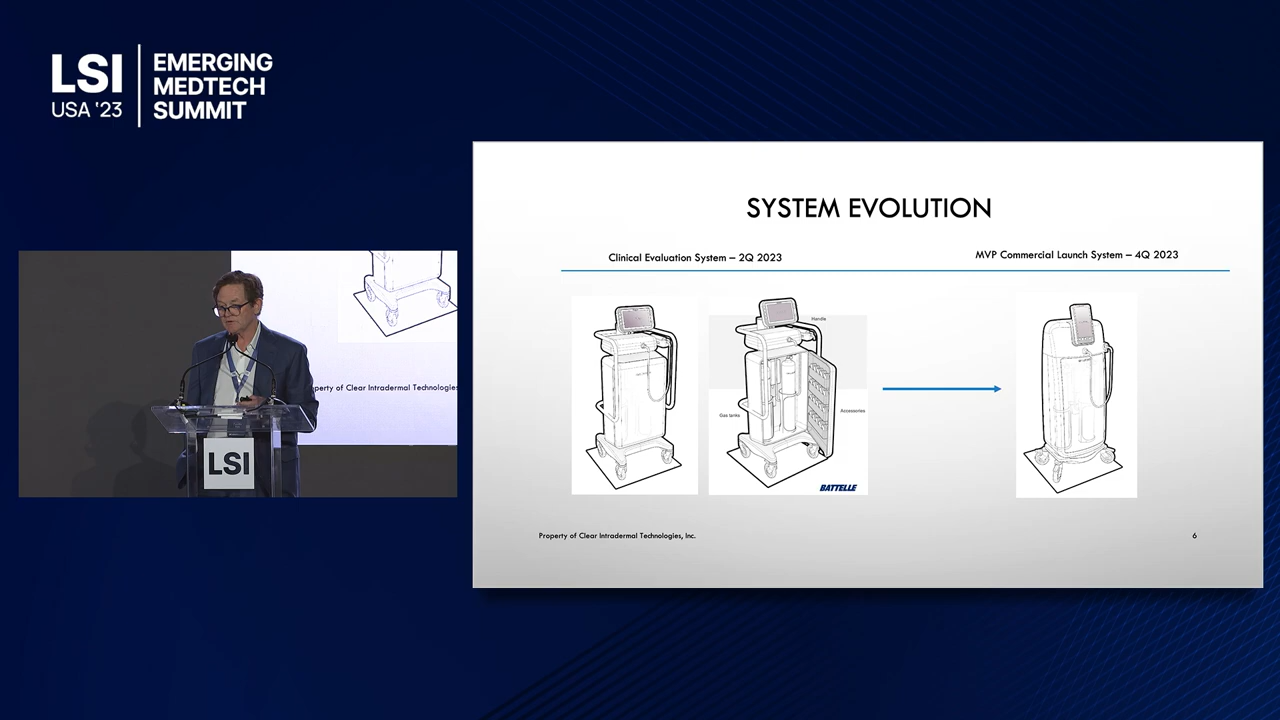 LSI
USA '23
EMERGING
MEDTECH
SUMMIT
SYSTEM EVOLUTION
Clinical Evaluation System – 2Q 2023
MVP Commercial Launch System – 4Q 2023
Handle
Gas tanks
Accessories
BATTELLE
Property of Clear Intradermal Technologies, Inc.
6
perty of Clear Intradermal Technologies
LSI